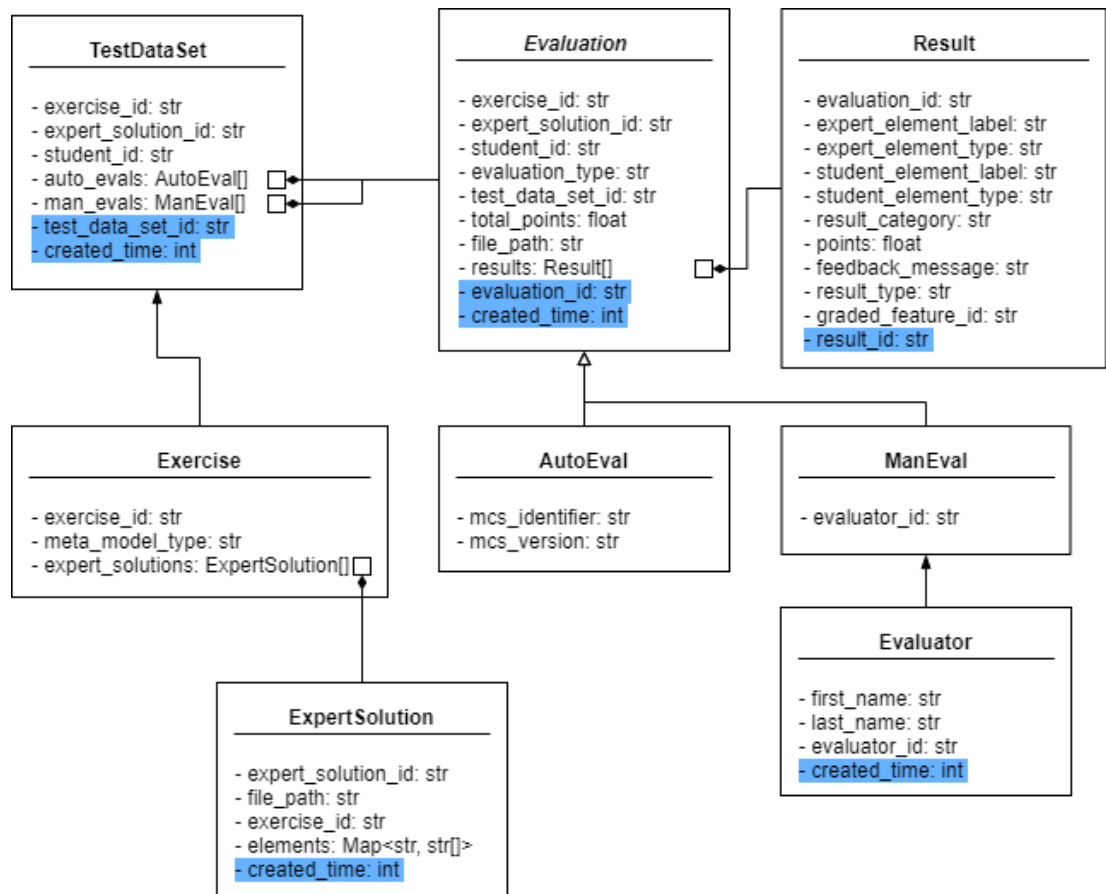 TestDataSet
- exercise_id: str
- expert_solution_id: str
- student_id: str
- auto_evals: AutoEval[]
- man_evals: ManEval[]
- test_data_set_id: str
- created_time: int
Evaluation
- exercise_id: str
- expert_solution_id: str
- student_id: str
- evaluation_type: str
- test_data_set_id: str
- total_points: float
- file_path: str
- results: Result[]
- evaluation_id: str
- created_time: int
Result
- evaluation_id: str
- expert_element_label: str
- expert_element_type: str
- student_element_label: str
- student_element_type: str
- result_category: str
- points: float
- feedback_message: str
- result_type: str
- graded_feature_id: str
- result_id: str
Exercise
- exercise_id: str
- meta_model_type: str
- expert_solutions: ExpertSolution[]
AutoEval
- mcs_identifier: str
- mcs_version: str
ManEval
- evaluator_id: str
Evaluator
- first_name: str
- last_name: str
- evaluator_id: str
- created_time: int
ExpertSolution
- expert_solution_id: str
- file_path: str
- exercise_id: str
- elements: Map<str, str[]>
- created_time: int